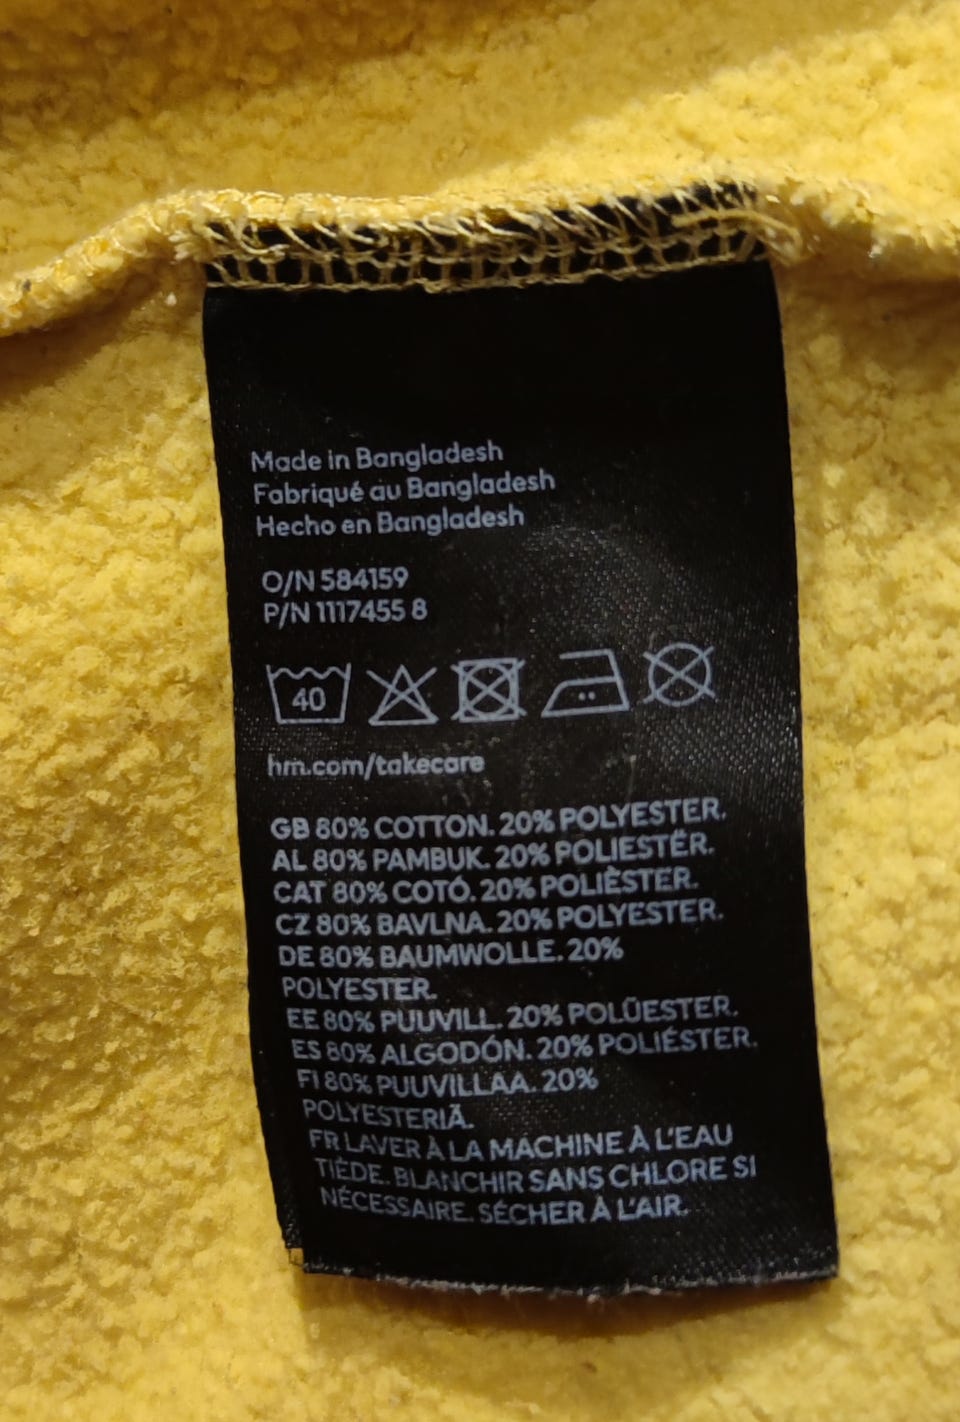 Made in Bangladesh
Fabriqué au Bangladesh
Hecho en Bangladesh
O/N 584159
P/N 1117455 8
40
hm.com/takecare
GB 80% COTTON. 20% POLYESTER.
AL 80% PAMBUK. 20% POLIESTËR.
CAT 80% COTÓ. 20% POLIÈSTER.
CZ 80% BAVLNA. 20% POLYESTER.
DE 80% BAUMWOLLE. 20%
POLYESTER.
EE 80% PUUVILL. 20% POLÜESTER.
ES 80% ALGODÓN. 20% POLIÉSTER.
FI 80% PUUVILLAA. 20%
POLYESTERIÄ.
FR LAVER À LA MACHINE À L'EAU
TIÈDE. BLANCHIR SANS CHLORE SI
NÉCESSAIRE. SÉCHER À L'AIR.